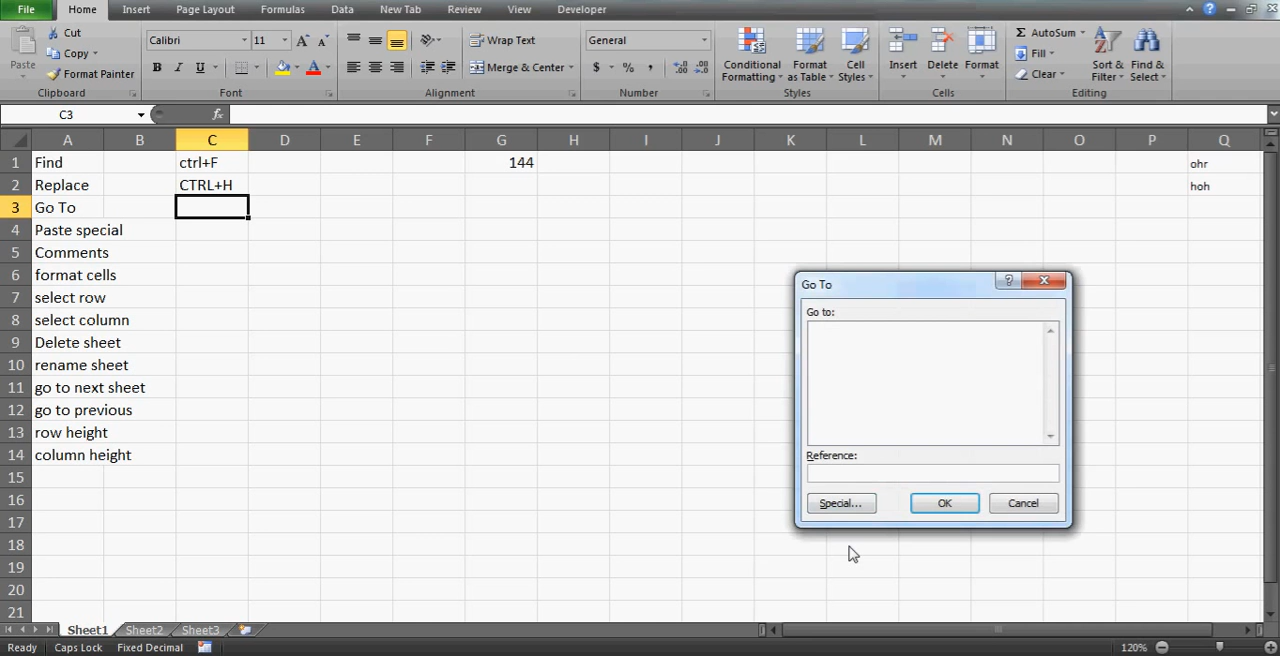 File Home Insert Page Layout Formulas Data New Tab Review View Developer
Cut
Copy
Format Painter
Paste
Clipboard
Calibri 11
Font
Wrap Text
Merge & Center
Alignment
General
Number
Conditional Formatting
Format as Table
Cell Styles
Styles
Insert Delete Format
Cells
AutoSum
Fill
Clear
Sort & Filter
Find & Select
Editing
C3 fx
A B C D E F G H I J K L M N O P Q
1 Find ctrl+F 144 ohr
2 Replace CTRL+H hoh
3 Go To
4 Paste special
5 Comments
6 format cells
7 select row
8 select column
9 Delete sheet
10 rename sheet
11 go to next sheet
12 go to previous
13 row height
14 column height
15
16
17
18
19
20
21
Go To
Go to:
Reference:
Special... OK Cancel
Sheet1 Sheet2 Sheet3
Ready Caps Lock Fixed Decimal 120%